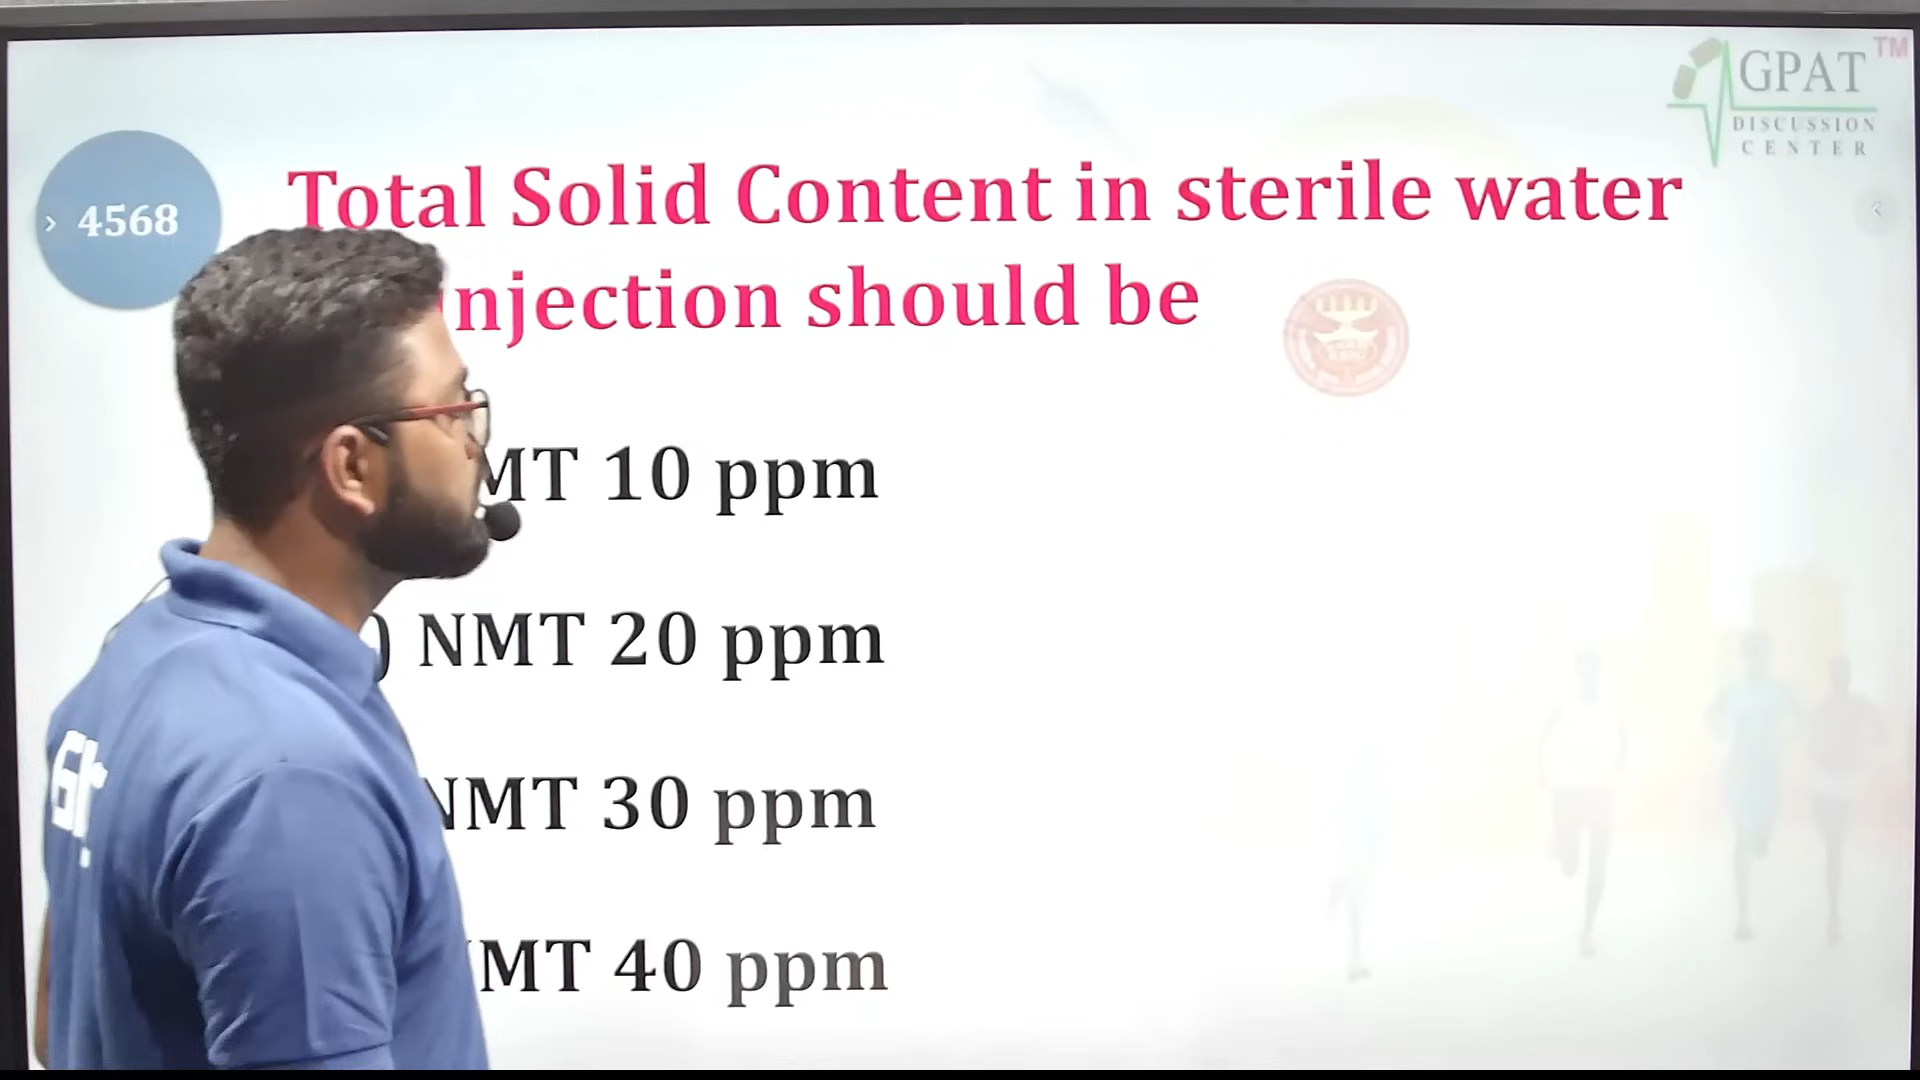 GPAT TM
DISCUSSION
CENTER
› 4568
Total Solid Content in sterile water
njection should be
MT 10 ppm
) NMT 20 ppm
NMT 30 ppm
MT 40 ppm